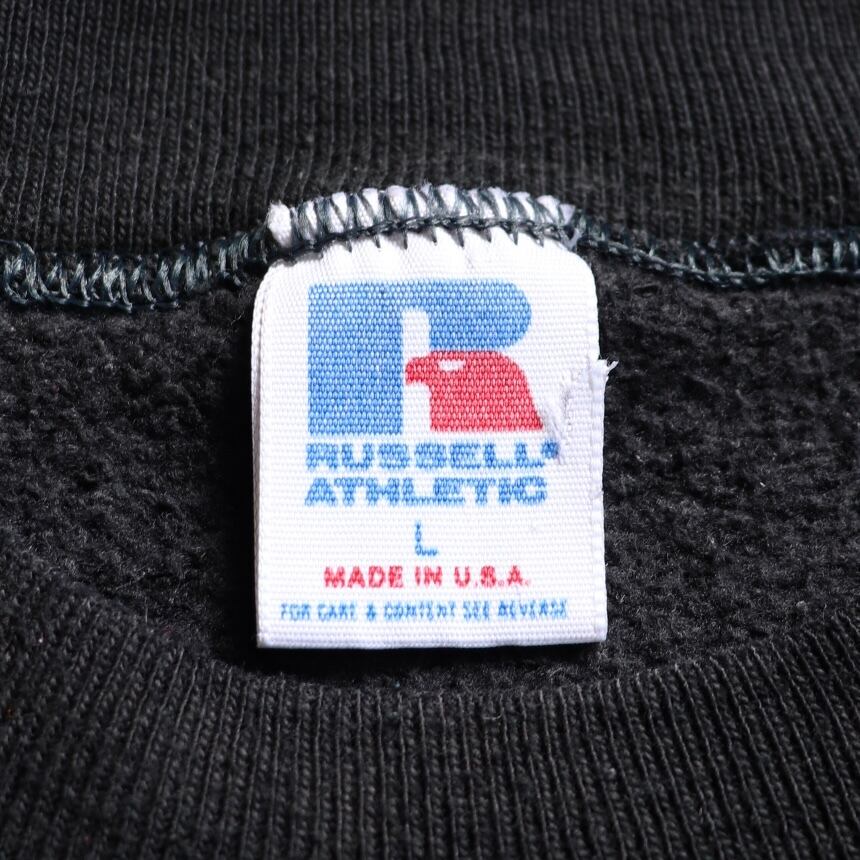 R
RUSSELL®
ATHLETIC
L
MADE IN U.S.A.
FOR CARE & CONTENT SEE REVERSE